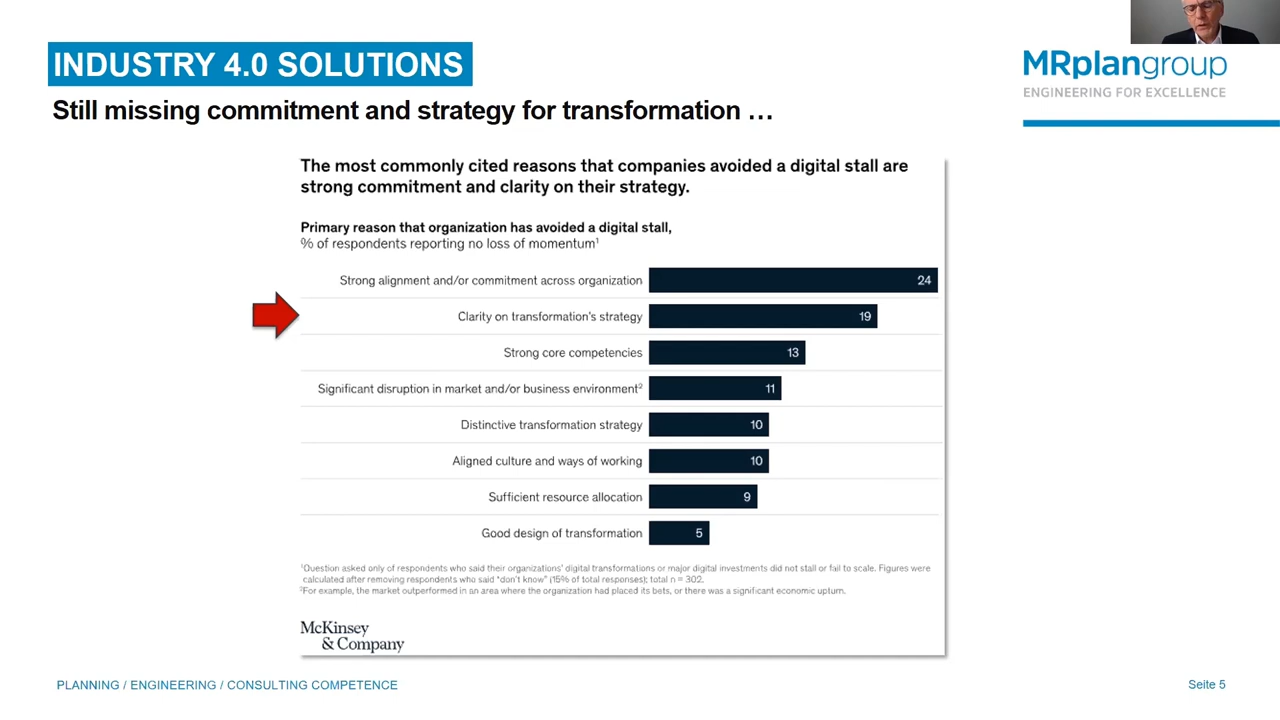 INDUSTRY 4.0 SOLUTIONS
Still missing commitment and strategy for transformation …
MRplangroup
ENGINEERING FOR EXCELLENCE
The most commonly cited reasons that companies avoided a digital stall are
strong commitment and clarity on their strategy.
Primary reason that organization has avoided a digital stall,
% of respondents reporting no loss of momentum¹
Strong alignment and/or commitment across organization 24
Clarity on transformation's strategy 19
Strong core competencies 13
Significant disruption in market and/or business environment² 11
Distinctive transformation strategy 10
Aligned culture and ways of working 10
Sufficient resource allocation 9
Good design of transformation 5
¹Question asked only of respondents who said their organizations' digital transformations or major digital investments did not stall or fail to scale. Figures were
calculated after removing respondents who said "don't know" (15% of total responses); total n = 302.
²For example, the market outperformed in an area where the organization had placed its bets, or there was a significant economic upturn.
McKinsey
& Company
PLANNING / ENGINEERING / CONSULTING COMPETENCE
Seite 5